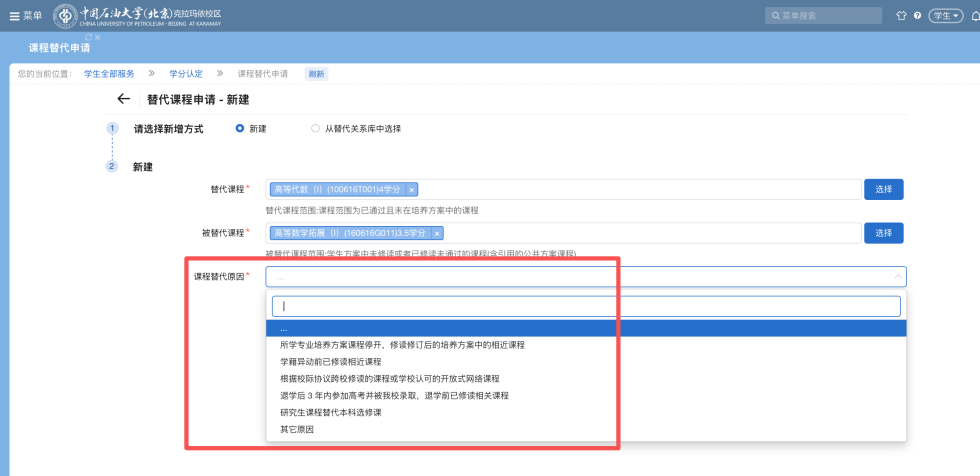 菜单
中国石油大学(北京)克拉玛依校区
CHINA UNIVERSITY OF PETROLEUM - BEIJING AT KARAMAY
菜单搜索
学生
课程替代申请
您的当前位置: 学生全部服务 » 学分认定 » 课程替代申请 刷新
替代课程申请 - 新建
1 请选择新增方式 新建 从替代关系库中选择
2 新建
替代课程* 高等代数（I）(100616T001)4学分 × 选择
替代课程范围:课程范围为已通过且未在培养方案中的课程
被替代课程* 高等数学拓展（I）(160616G011)3.5学分 × 选择
被替代课程范围:学生方案中未修读或者已修读未通过的课程(含引用的公共方案课程)
课程替代原因* ...
...
所学专业培养方案课程停开，修读修订后的培养方案中的相近课程
学籍异动前已修读相近课程
根据校际协议跨校修读的课程或学校认可的开放式网络课程
退学后 3 年内参加高考并被我校录取，退学前已修读相关课程
研究生课程替代本科选修课
其它原因